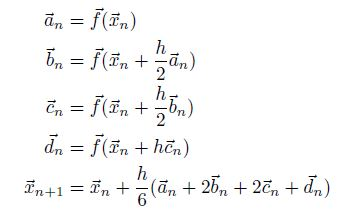 $\vec{a}_n = \vec{f}(\vec{x}_n)$
$\vec{b}_n = \vec{f}(\vec{x}_n + \frac{h}{2}\vec{a}_n)$
$\vec{c}_n = \vec{f}(\vec{x}_n + \frac{h}{2}\vec{b}_n)$
$\vec{d}_n = \vec{f}(\vec{x}_n + h\vec{c}_n)$
$\vec{x}_{n+1} = \vec{x}_n + \frac{h}{6}(\vec{a}_n + 2\vec{b}_n + 2\vec{c}_n + \vec{d}_n)$